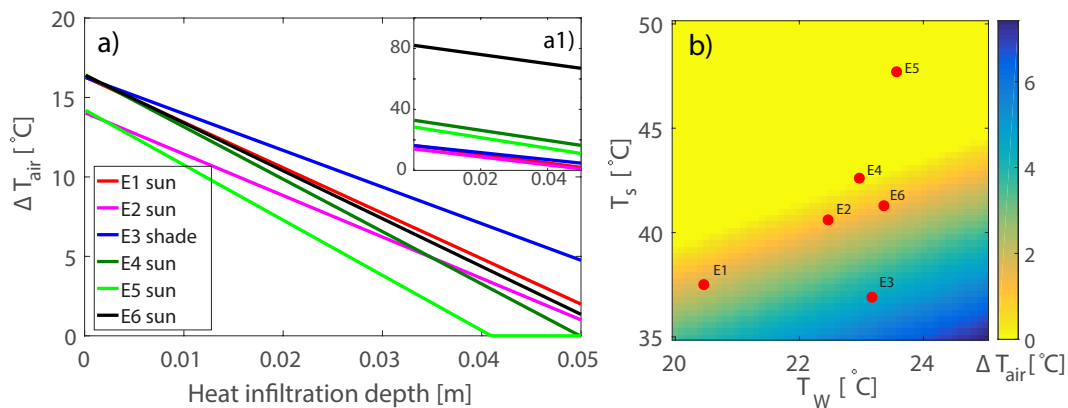 a)
20
15
10
5
0
Δ T_air [ °C]
0
0.01
0.02
0.03
0.04
0.05
Heat infiltration depth [m]
E1 sun
E2 sun
E3 shade
E4 sun
E5 sun
E6 sun
a1)
80
40
0
0.02
0.04
b)
50
45
40
35
T_s [ °C]
20
22
24
T_W [ °C]
E5
E4
E6
E2
E1
E3
6
4
2
0
Δ T_air [°C]